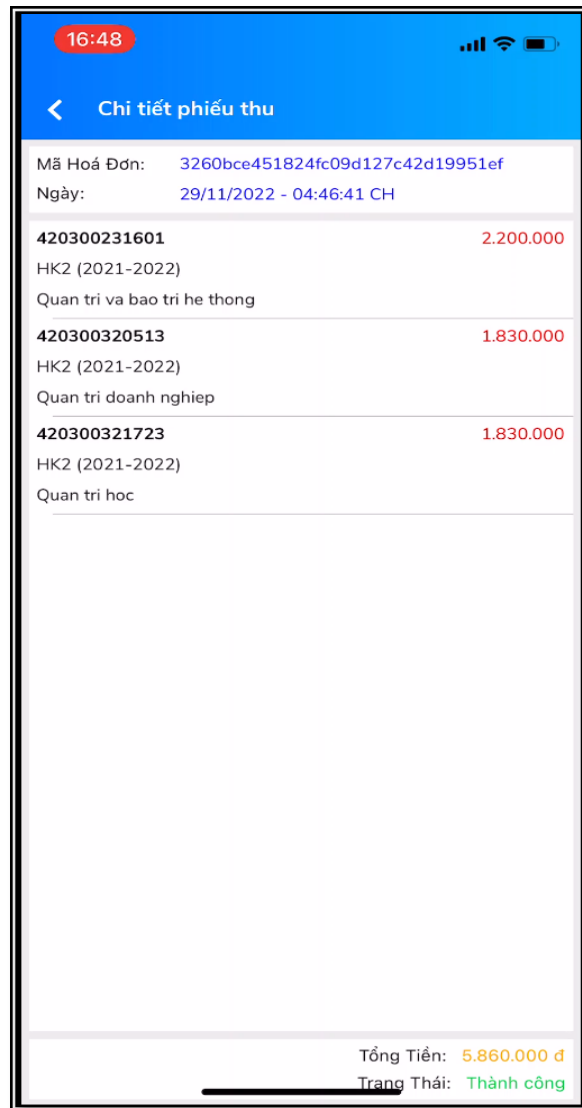 16:48
Chi tiết phiếu thu
Mã Hoá Đơn: 3260bce451824fc09d127c42d19951ef
Ngày: 29/11/2022 - 04:46:41 CH
420300231601 2.200.000
HK2 (2021-2022)
Quan tri va bao tri he thong
420300320513 1.830.000
HK2 (2021-2022)
Quan tri doanh nghiep
420300321723 1.830.000
HK2 (2021-2022)
Quan tri hoc
Tổng Tiền: 5.860.000 đ
Trạng Thái: Thành công